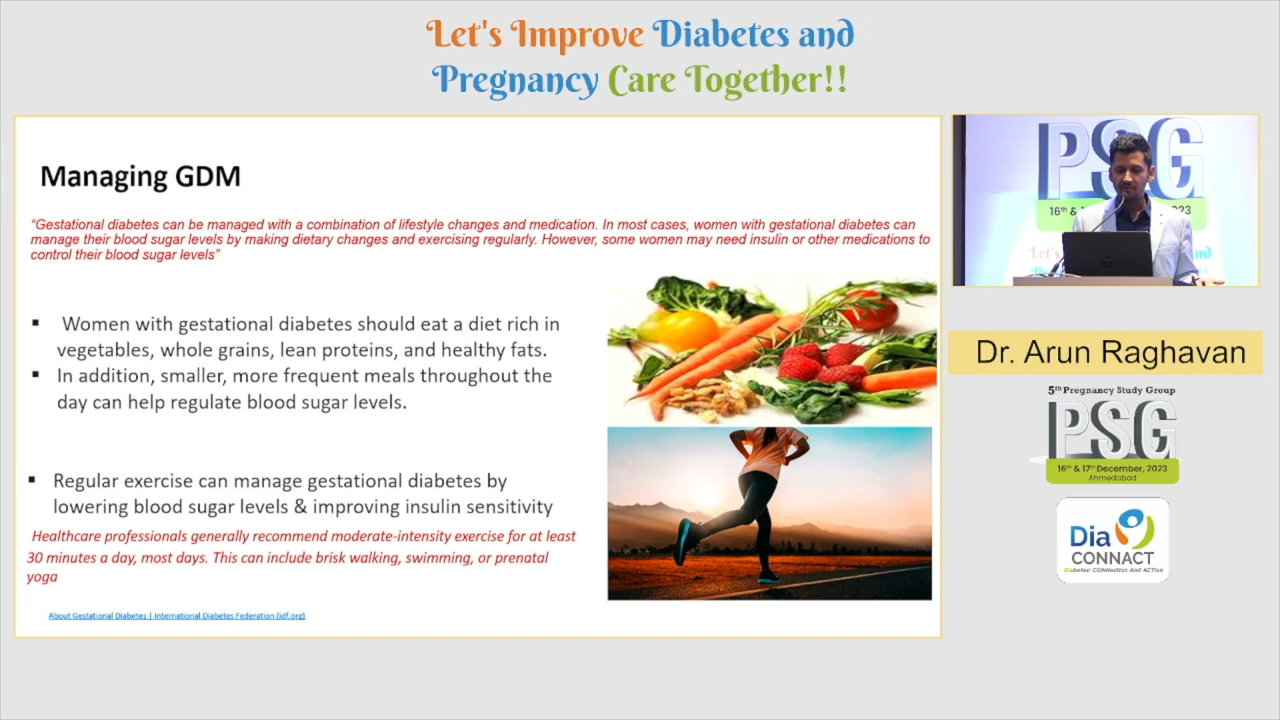 Let's Improve Diabetes and
Pregnancy Care Together!!
Managing GDM
“Gestational diabetes can be managed with a combination of lifestyle changes and medication. In most cases, women with gestational diabetes can
manage their blood sugar levels by making dietary changes and exercising regularly. However, some women may need insulin or other medications to
control their blood sugar levels”
▪ Women with gestational diabetes should eat a diet rich in
vegetables, whole grains, lean proteins, and healthy fats.
▪ In addition, smaller, more frequent meals throughout the
day can help regulate blood sugar levels.
▪ Regular exercise can manage gestational diabetes by
lowering blood sugar levels & improving insulin sensitivity
Healthcare professionals generally recommend moderate-intensity exercise for at least
30 minutes a day, most days. This can include brisk walking, swimming, or prenatal
yoga
About Gestational Diabetes | International Diabetes Federation (idf.org)
PSG
16th &
Dr. Arun Raghavan
5th Pregnancy Study Group
PSG
16th & 17th December, 2023
Ahmedabad
Dia
CONNACT
Diabetes: CONNection And ACTion